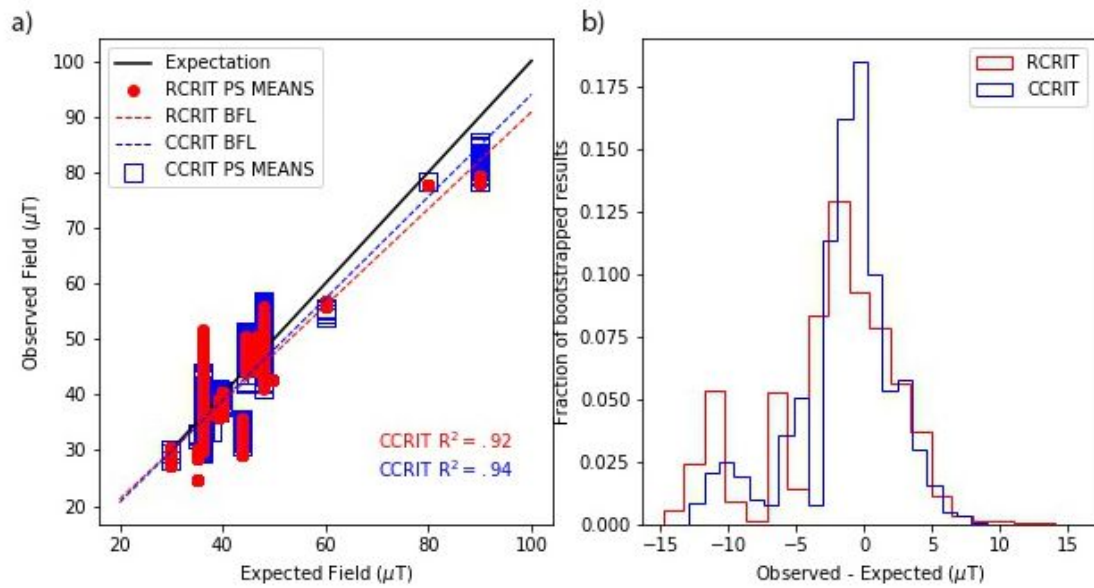 a)
Expectation
RCRIT PS MEANS
RCRIT BFL
CCRIT BFL
CCRIT PS MEANS
Observed Field (μT)
100
90
80
70
60
50
40
30
20
CCRIT R² = .92
CCRIT R² = .94
20 40 60 80 100
Expected Field (μT)
b)
RCRIT
CCRIT
Fraction of bootstrapped results
0.175
0.150
0.125
0.100
0.075
0.050
0.025
0.000
−15 −10 −5 0 5 10 15
Observed - Expected (μT)